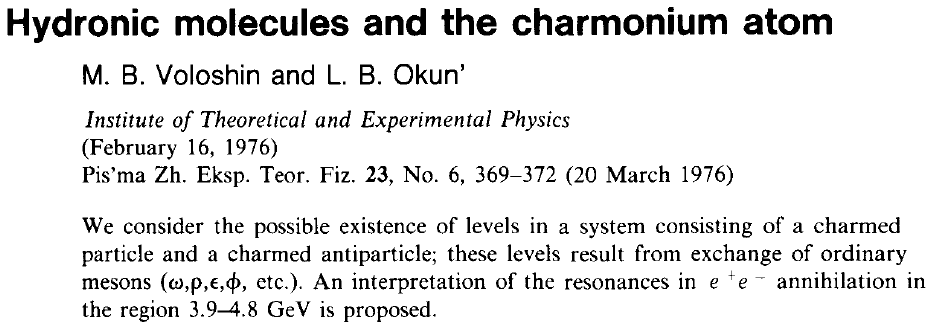 Hydronic molecules and the charmonium atom
M. B. Voloshin and L. B. Okun'
Institute of Theoretical and Experimental Physics
(February 16, 1976)
Pis'ma Zh. Eksp. Teor. Fiz. 23, No. 6, 369–372 (20 March 1976)
We consider the possible existence of levels in a system consisting of a charmed
particle and a charmed antiparticle; these levels result from exchange of ordinary
mesons (ω,ρ,ϵ,ϕ, etc.). An interpretation of the resonances in e⁺e⁻ annihilation in
the region 3.9–4.8 GeV is proposed.